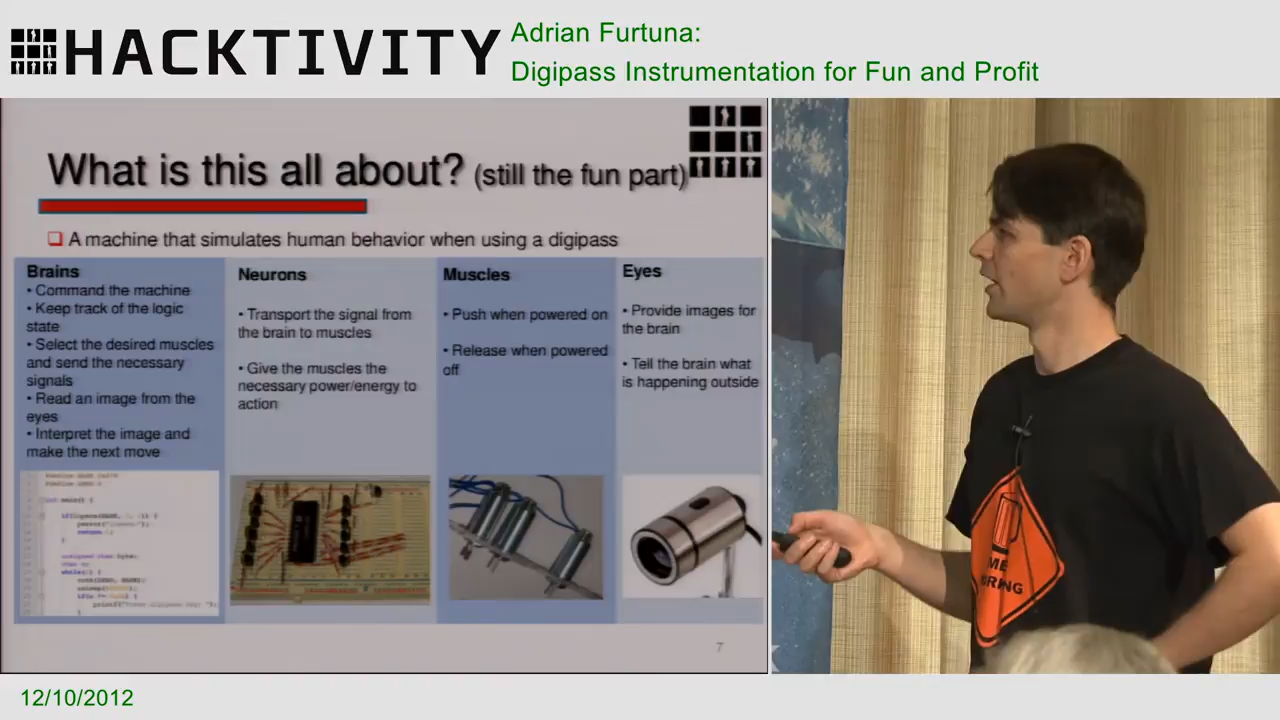 HACKTIVITY
Adrian Furtuna:
Digipass Instrumentation for Fun and Profit
What is this all about? (still the fun part)
A machine that simulates human behavior when using a digipass
Brains
• Command the machine
• Keep track of the logic
state
• Select the desired muscles
and send the necessary
signals
• Read an image from the
eyes
• Interpret the image and
make the next move
Neurons
• Transport the signal from
the brain to muscles
• Give the muscles the
necessary power/energy to
action
Muscles
• Push when powered on
• Release when powered
off
Eyes
• Provide images for
the brain
• Tell the brain what
is happening outside
7
12/10/2012